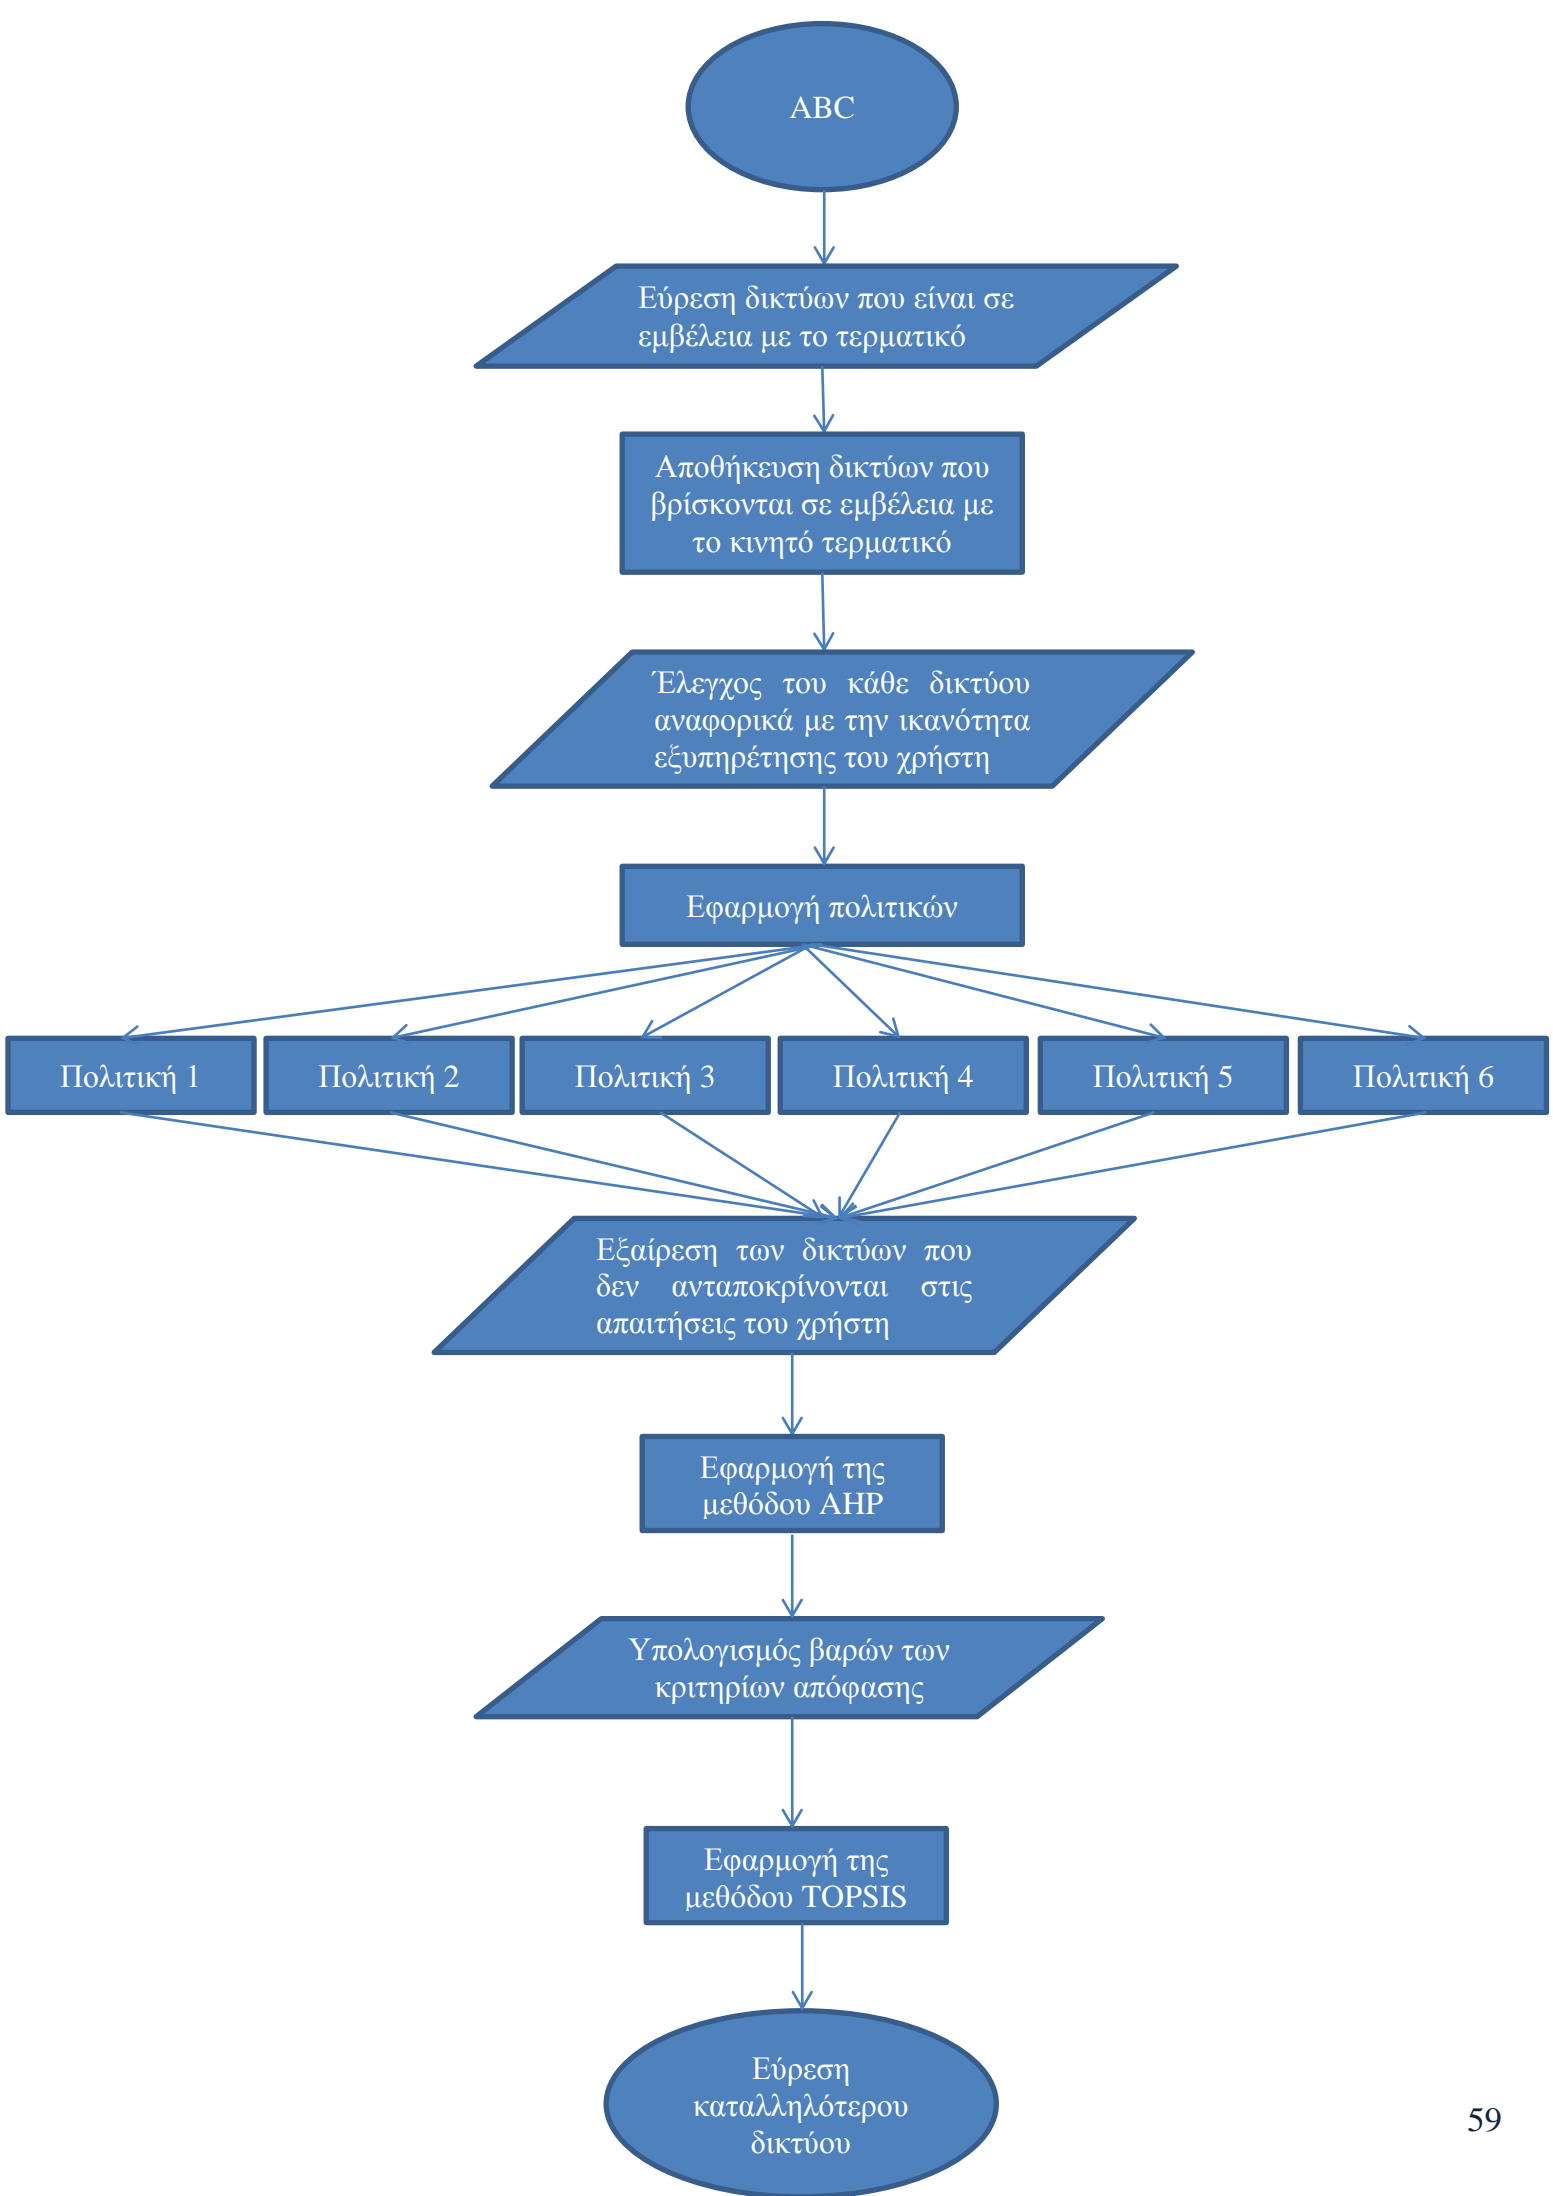 ABC
Εύρεση δικτύων που είναι σε
εμβέλεια με το τερματικό
Αποθήκευση δικτύων που
βρίσκονται σε εμβέλεια με
το κινητό τερματικό
Έλεγχος του κάθε δικτύου
αναφορικά με την ικανότητα
εξυπηρέτησης του χρήστη
Εφαρμογή πολιτικών
Πολιτική 1
Πολιτική 2
Πολιτική 3
Πολιτική 4
Πολιτική 5
Πολιτική 6
Εξαίρεση των δικτύων που
δεν ανταποκρίνονται στις
απαιτήσεις του χρήστη
Εφαρμογή της
μεθόδου AHP
Υπολογισμός βαρών των
κριτηρίων απόφασης
Εφαρμογή της
μεθόδου TOPSIS
Εύρεση
καταλληλότερου
δικτύου
59